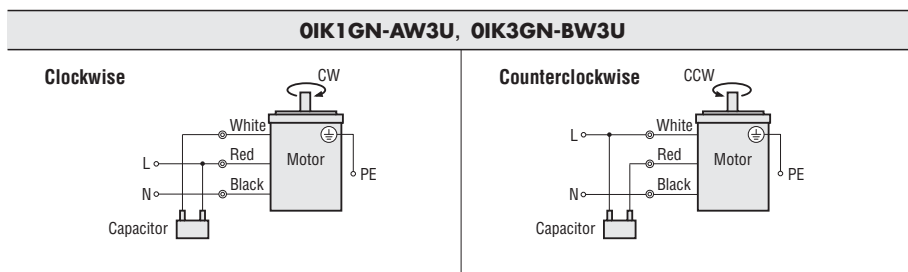 0IK1GN-AW3U, 0IK3GN-BW3U
Clockwise
CW
White
L
Red
Motor
PE
N
Black
Capacitor
Counterclockwise
CCW
L
White
Red
Motor
PE
N
Black
Capacitor